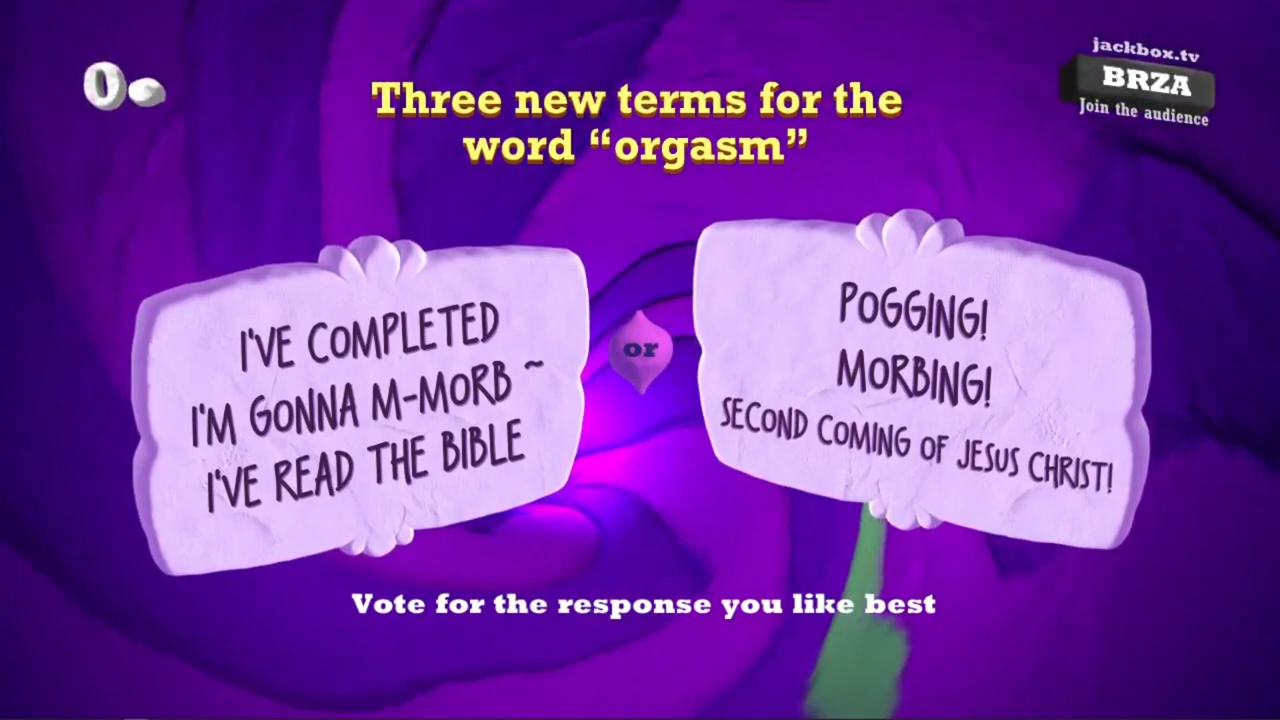 jackbox.tv
BRZA
Join the audience
0
Three new terms for the
word “orgasm”
I'VE COMPLETED
I'M GONNA M-MORB ~
I'VE READ THE BIBLE
or
POGGING!
MORBING!
SECOND COMING OF JESUS CHRIST!
Vote for the response you like best